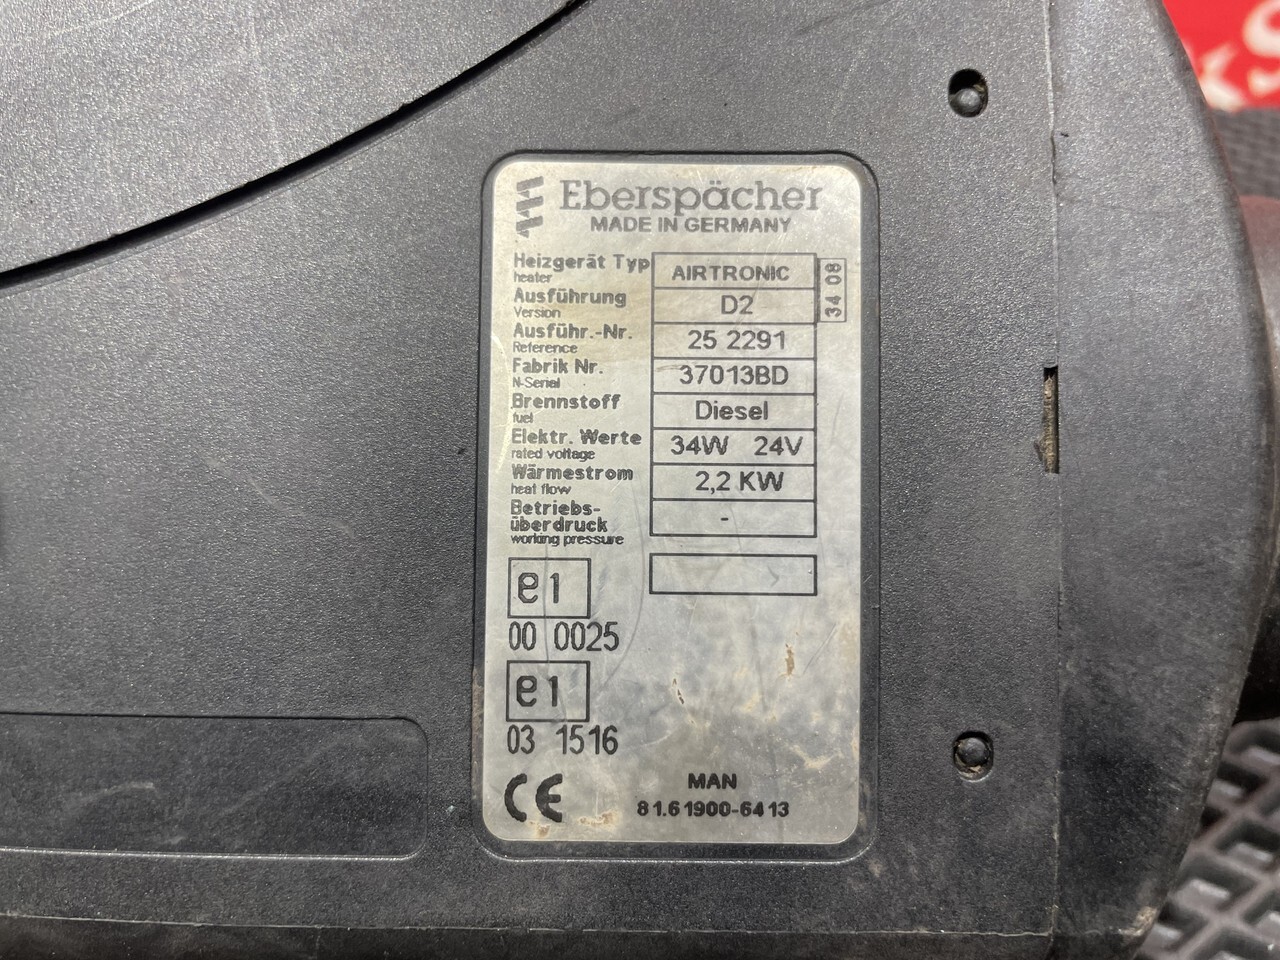 Eberspächer
MADE IN GERMANY
Heizgerät Typ AIRTRONIC
heater
Ausführung D2
Version
34 08
Ausführ.-Nr. 25 2291
Reference
Fabrik Nr. 37013BD
N-Serial
Brennstoff Diesel
fuel
Elektr. Werte 34W 24V
rated voltage
Wärmestrom 2,2 KW
heat flow
Betriebs-
überdruck -
working pressure
e1
00 0025
e1
03 1516
CE
MAN
81.61900-6413